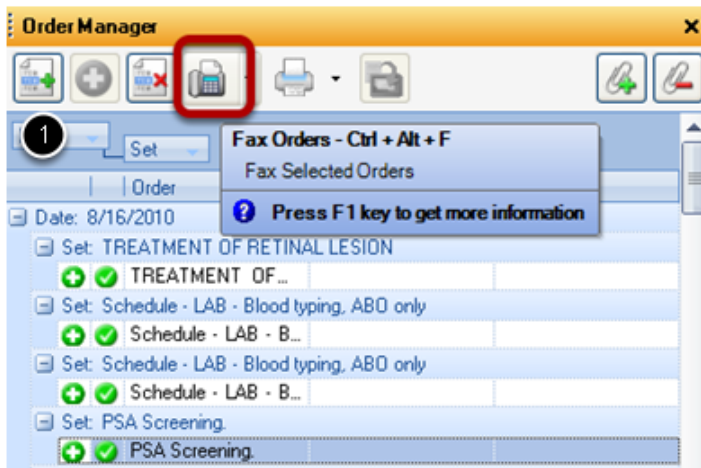 Order Manager
1
Set
Fax Orders - Ctrl + Alt + F
Fax Selected Orders
Press F1 key to get more information
Order
Date: 8/16/2010
Set: TREATMENT OF RETINAL LESION
TREATMENT OF...
Set: Schedule - LAB - Blood typing, ABO only
Schedule - LAB - B...
Set: Schedule - LAB - Blood typing, ABO only
Schedule - LAB - B...
Set: PSA Screening.
PSA Screening.